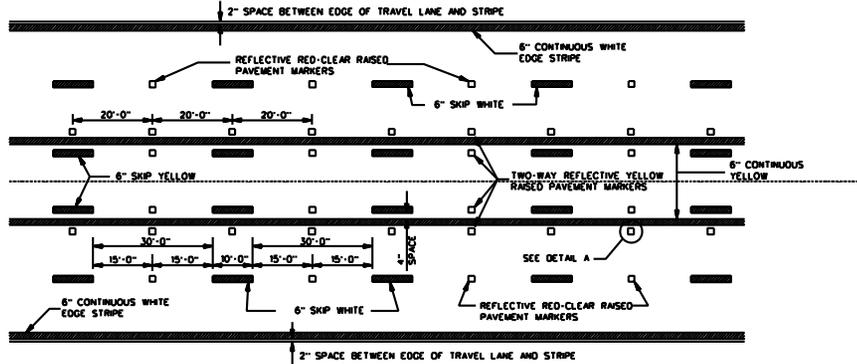 2" SPACE BETWEEN EDGE OF TRAVEL LANE AND STRIPE
6" CONTINUOUS WHITE
EDGE STRIPE
REFLECTIVE RED-CLEAR RAISED
PAVEMENT MARKERS
6" SKIP WHITE
20'-0"
20'-0"
20'-0"
6" SKIP YELLOW
TWO-WAY REFLECTIVE YELLOW
RAISED PAVEMENT MARKERS
6" CONTINUOUS
YELLOW
30'-0"
30'-0"
4"
SPACE
SEE DETAIL A
15'-0"
15'-0"
10'-0"
15'-0"
15'-0"
6" CONTINUOUS WHITE
EDGE STRIPE
6" SKIP WHITE
REFLECTIVE RED-CLEAR RAISED
PAVEMENT MARKERS
2" SPACE BETWEEN EDGE OF TRAVEL LANE AND STRIPE